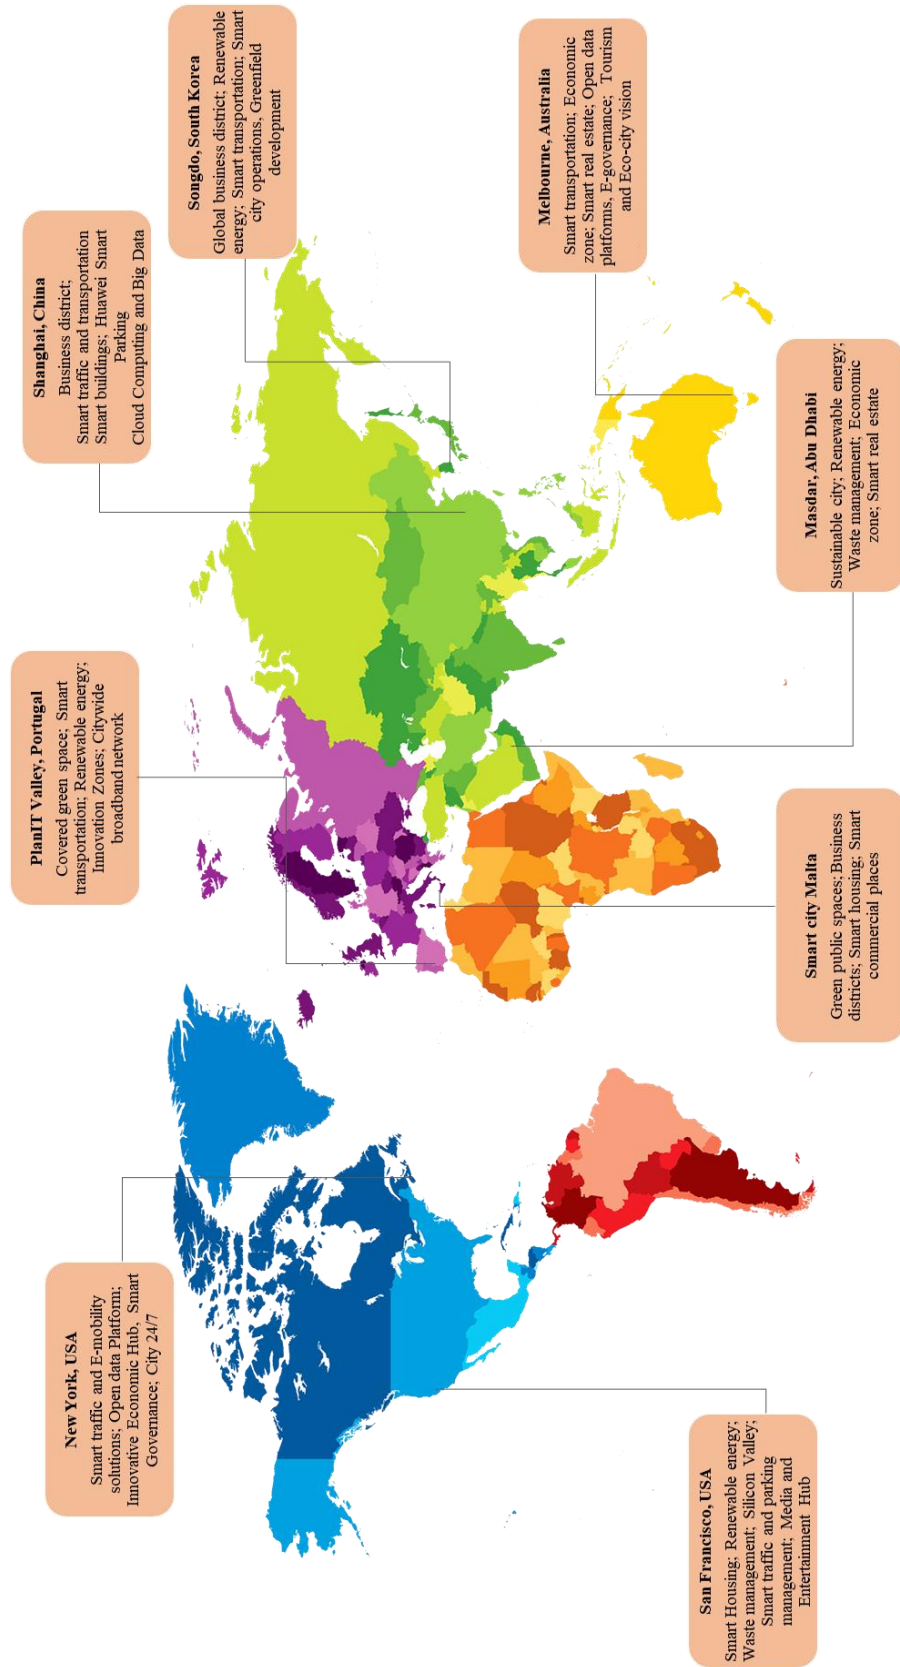 New York, USA
Smart traffic and E-mobility
solutions; Open data Platform;
Innovative Economic Hub, Smart
Governance; City 24/7
PlanIT Valley, Portugal
Covered green space; Smart
transportation; Renewable energy;
Innovation Zones; Citywide
broadband network
Shanghai, China
Business district;
Smart traffic and transportation
Smart buildings; Huawei Smart
Parking
Cloud Computing and Big Data
Songdo, South Korea
Global business district; Renewable
energy; Smart transportation; Smart
city operations, Greenfield
development
San Francisco, USA
Smart Housing; Renewable energy;
Waste management; Silicon Valley;
Smart traffic and parking
management; Media and
Entertainment Hub
Smart city Malta
Green public spaces; Business
districts; Smart housing; Smart
commercial places
Masdar, Abu Dhabi
Sustainable city; Renewable energy;
Waste management; Economic
zone; Smart real estate
Melbourne, Australia
Smart transportation; Economic
zone; Smart real estate; Open data
platforms, E-governance; Tourism
and Eco-city vision